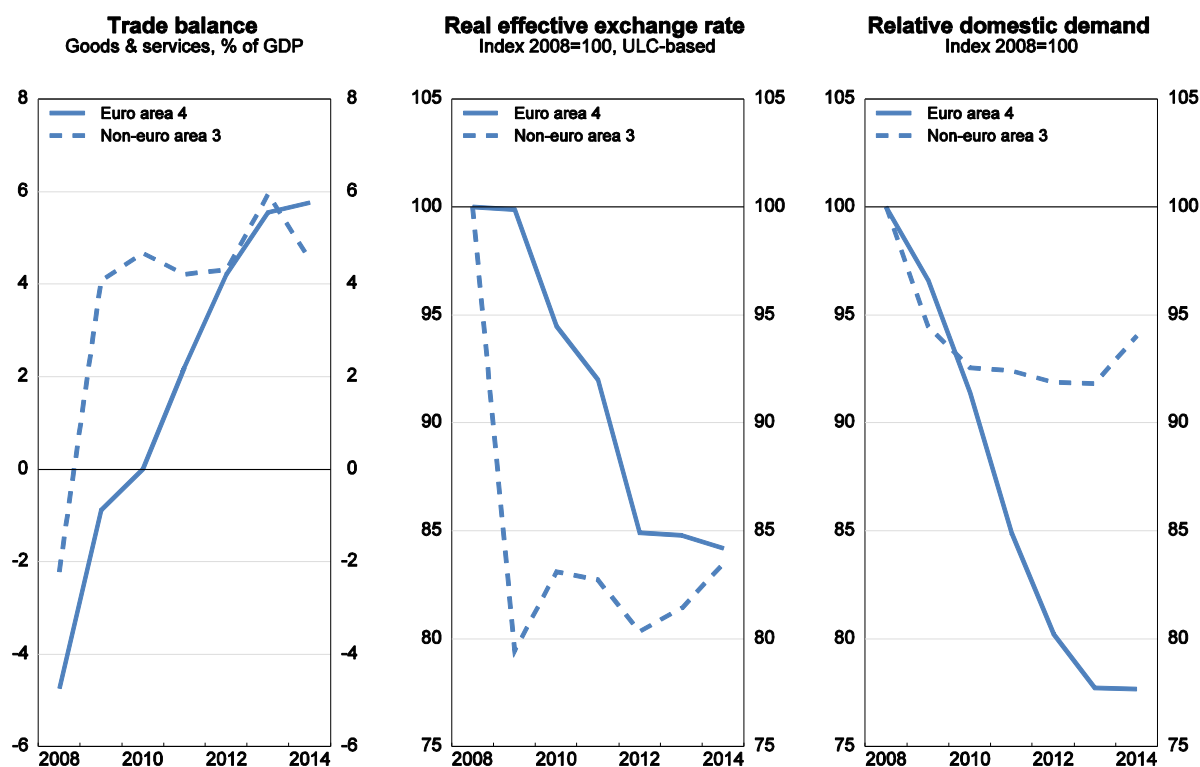 Trade balance
Goods & services, % of GDP
8
6
4
2
0
-2
-4
-6
Euro area 4
Non-euro area 3
8
6
4
2
0
-2
-4
-6
2008 2010 2012 2014
Real effective exchange rate
Index 2008=100, ULC-based
105
100
95
90
85
80
75
Euro area 4
Non-euro area 3
105
100
95
90
85
80
75
2008 2010 2012 2014
Relative domestic demand
Index 2008=100
105
100
95
90
85
80
75
Euro area 4
Non-euro area 3
105
100
95
90
85
80
75
2008 2010 2012 2014